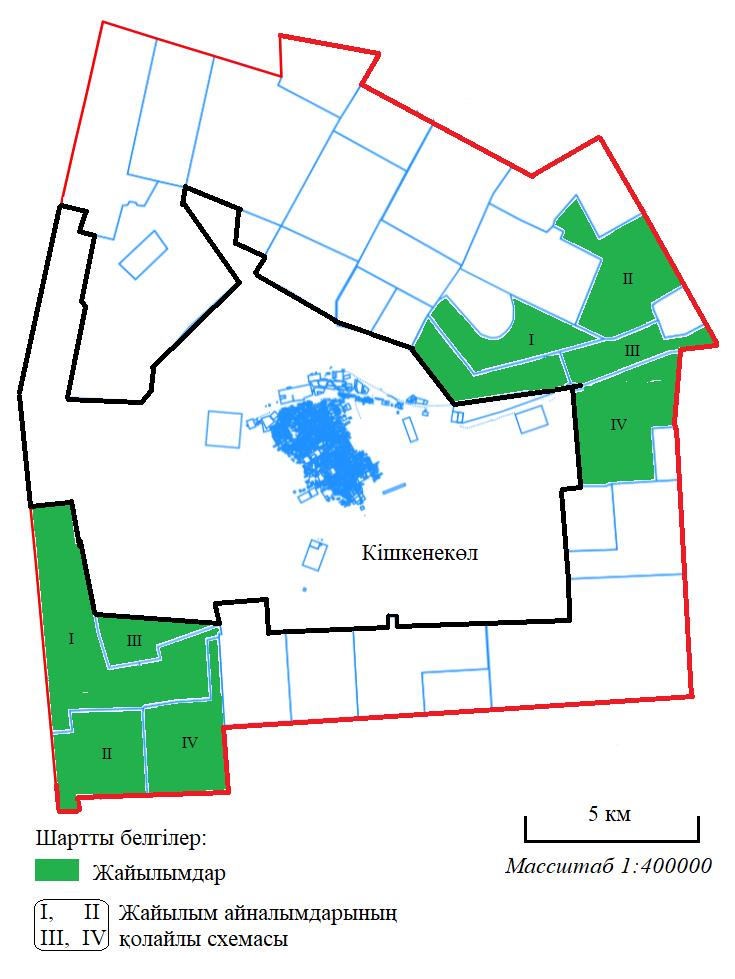 II
I
III
IV
Кішкенекөл
I
III
II
IV
5 км
Масштаб 1:400000
Шартты белгілер:
Жайылымдар
I, II
III, IV
Жайылым айналымдарының
қолайлы схемасы